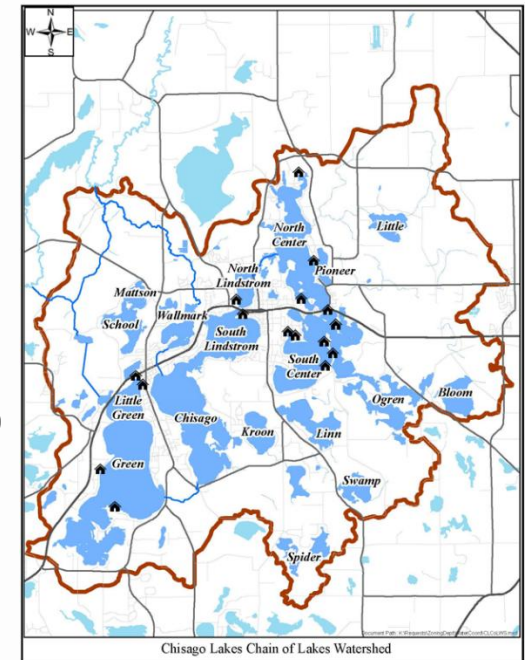 N
W
E
S
North
Center
Little
Pioneer
North
Lindstrom
Mattson
School
Wallmark
South
Lindstrom
South
Center
Little
Green
Chisago
Kroon
Linn
Ogren
Bloom
Green
Swamp
Spider
Chisago Lakes Chain of Lakes Watershed